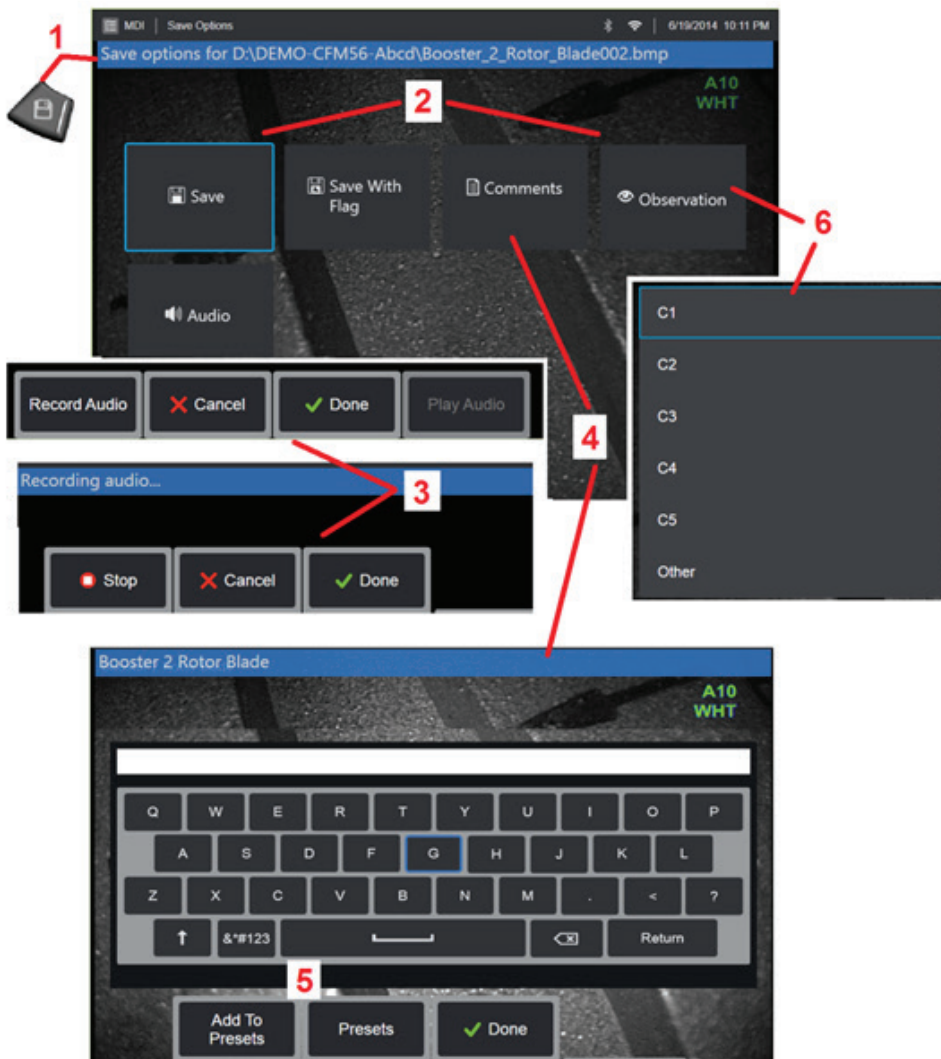 MDI | Save Options 6/19/2014 10:11 PM
1
Save options for D:\DEMO-CFM56-Abcd\Booster_2_Rotor_Blade002.bmp
A10
WHT
2
Save
Save With
Flag
Comments
Observation
6
Audio
C1
C2
C3
C4
C5
Other
Record Audio Cancel Done Play Audio
4
Recording audio...
3
Stop Cancel Done
Booster 2 Rotor Blade
A10
WHT
Q W E R T Y U I O P
A S D F G H J K L
Z X C V B N M . < ?
&*#123 Return
5
Add To
Presets
Presets
Done